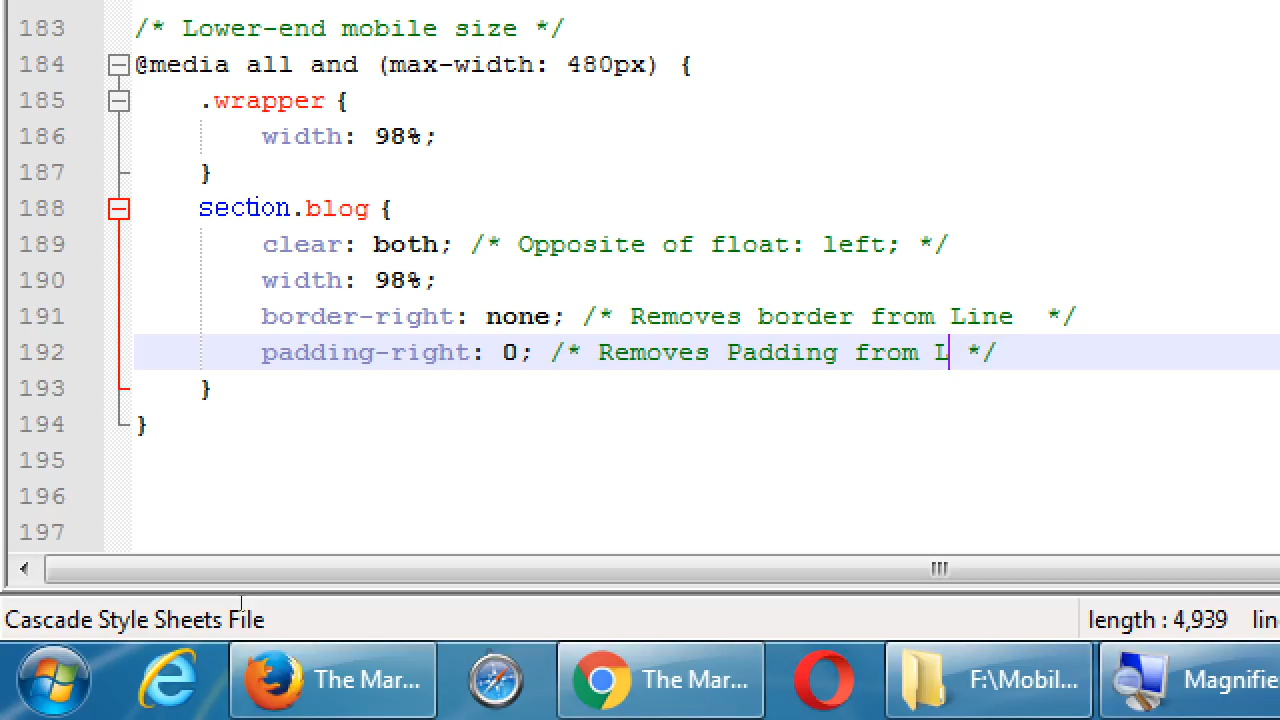 183 /* Lower-end mobile size */
184 @media all and (max-width: 480px) {
185 .wrapper {
186 width: 98%;
187 }
188 section.blog {
189 clear: both; /* Opposite of float: left; */
190 width: 98%;
191 border-right: none; /* Removes border from Line  */
192 padding-right: 0; /* Removes Padding from L */
193 }
194 }
195
196
197
Cascade Style Sheets File length : 4,939 lin
The Mar... The Mar... F:\Mobil... Magnifie